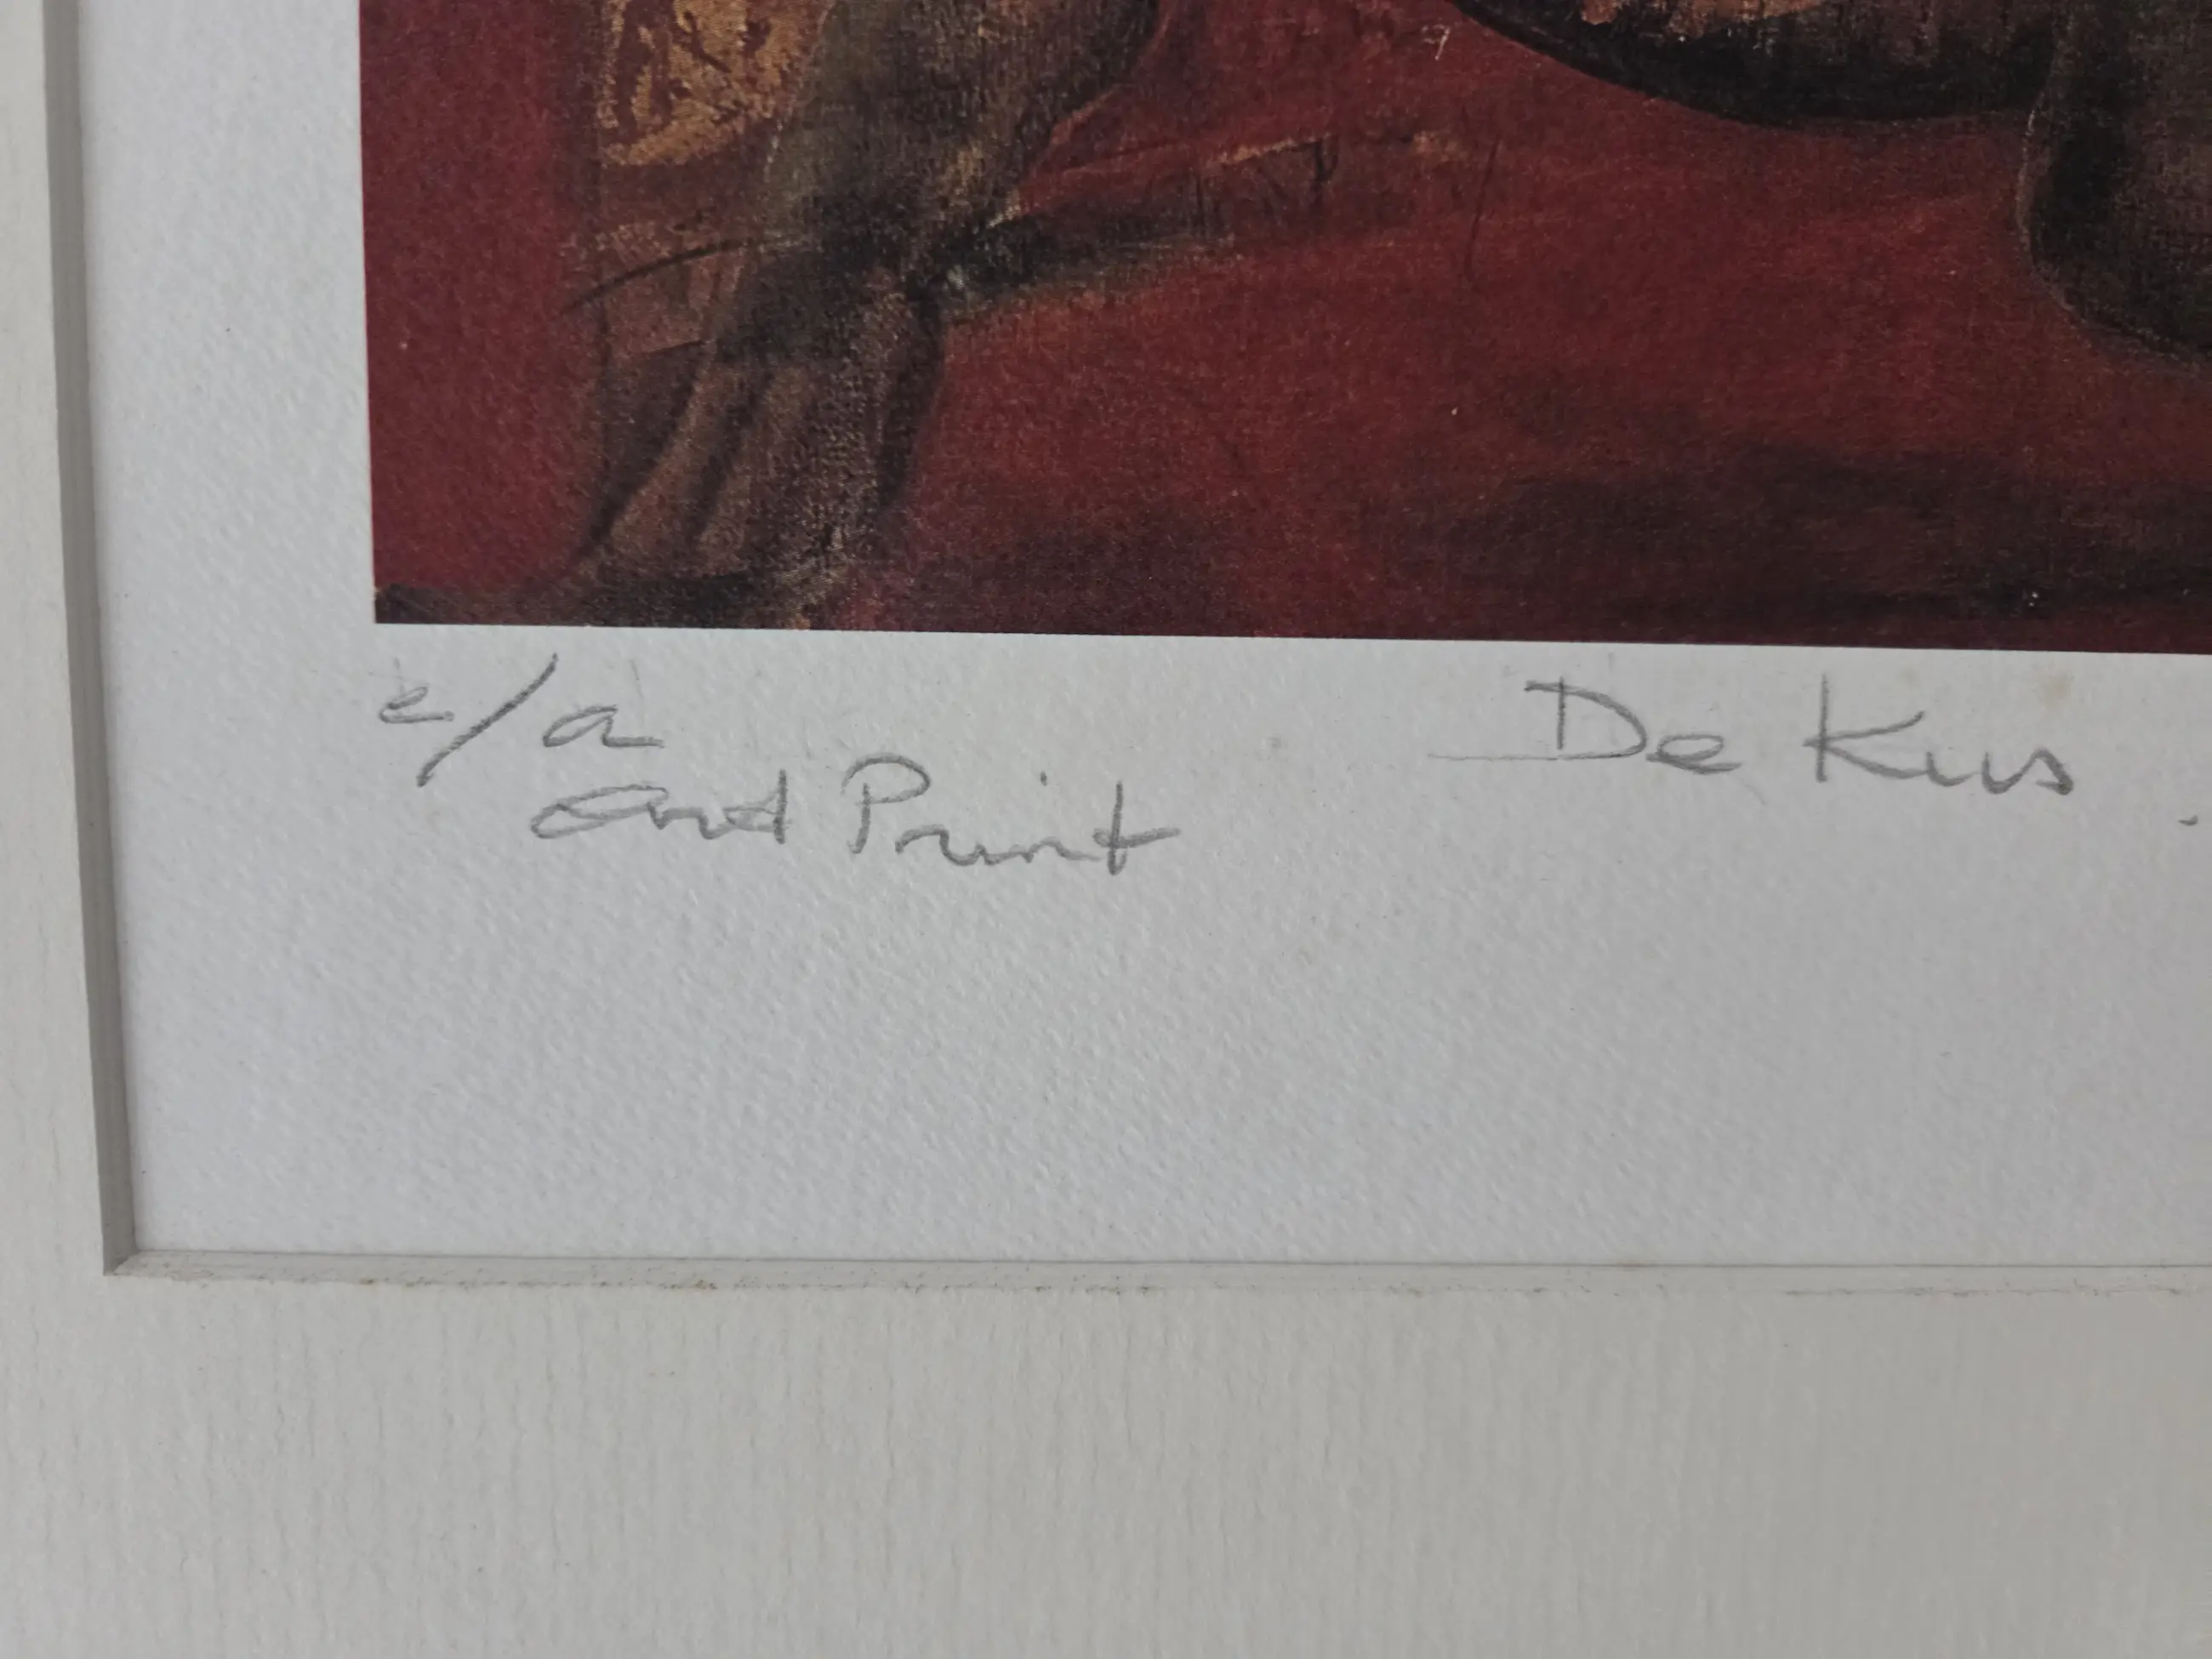 e/a De Kus.
Art Print